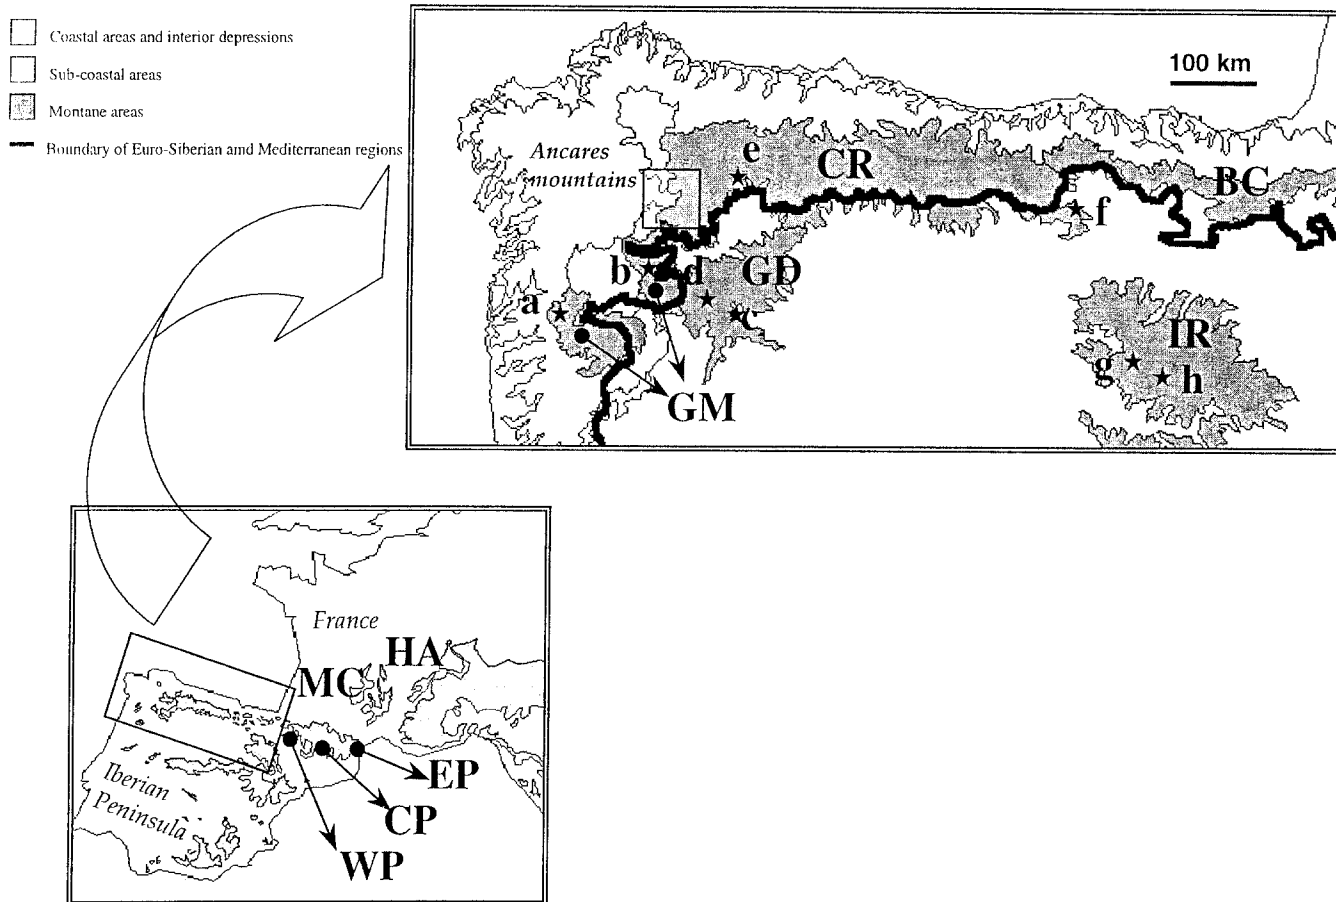 Coastal areas and interior depressions
Sub-coastal areas
Montane areas
Boundary of Euro-Siberian amd Mediterranean regions
100 km
Ancares
mountains
e
CR
BC
f
b
d
GD
a
c
IR
g
h
GM
France
HA
MC
EP
Iberian
Peninsula
CP
WP